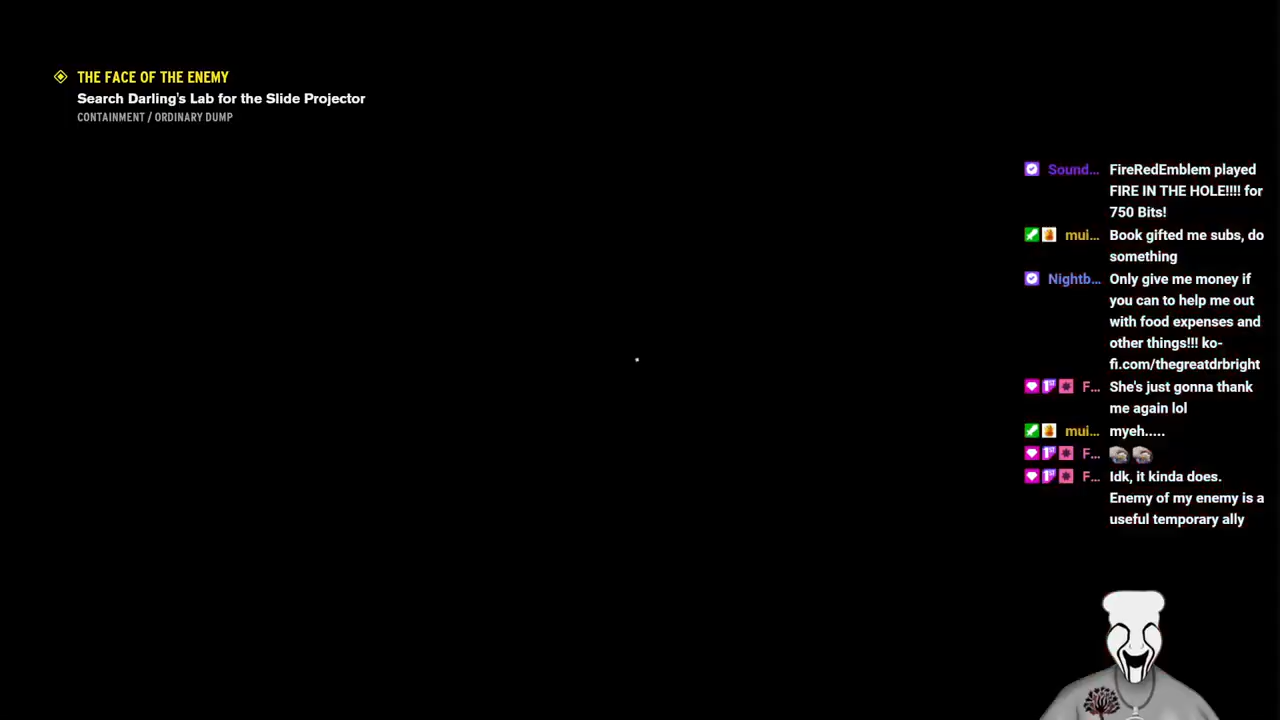 THE FACE OF THE ENEMY
Search Darling's Lab for the Slide Projector
CONTAINMENT / ORDINARY DUMP
Sound... FireRedEmblem played
FIRE IN THE HOLE!!!! for
750 Bits!
mui... Book gifted me subs, do
something
Nightb... Only give me money if
you can to help me out
with food expenses and
other things!!! ko-
fi.com/thegreatdrbright
F... She's just gonna thank
me again lol
mui... myeh.....
F...
F... Idk, it kinda does.
Enemy of my enemy is a
useful temporary ally